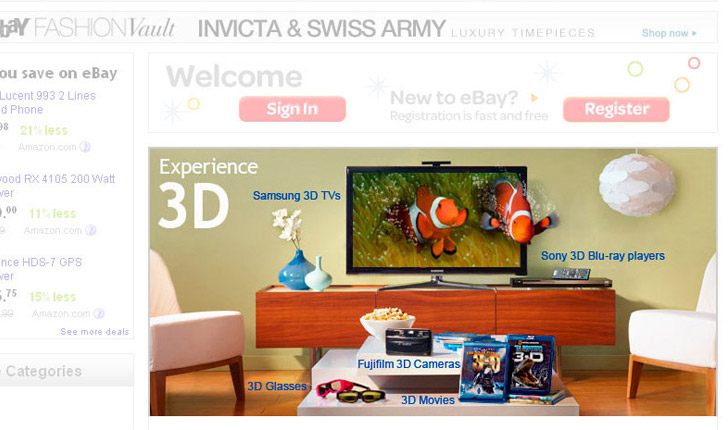 ebaY FASHION Vault INVICTA & SWISS ARMY LUXURY TIMEPIECES Shop now
ou save on eBay
Lucent 993 2 Lines
d Phone
98 21% less
Amazon.com
wood RX 4105 200 Watt
ver
0.00 11% less
Amazon.com
nce HDS-7 GPS
ver
5.75 15% less
.99 Amazon.com
See more deals
Categories
Welcome
Sign In
New to eBay?
Registration is fast and free
Register
Experience
3D
Samsung 3D TVs
Sony 3D Blu-ray players
Fujifilm 3D Cameras
3D Glasses
3D Movies
SAMSUNG
3-D